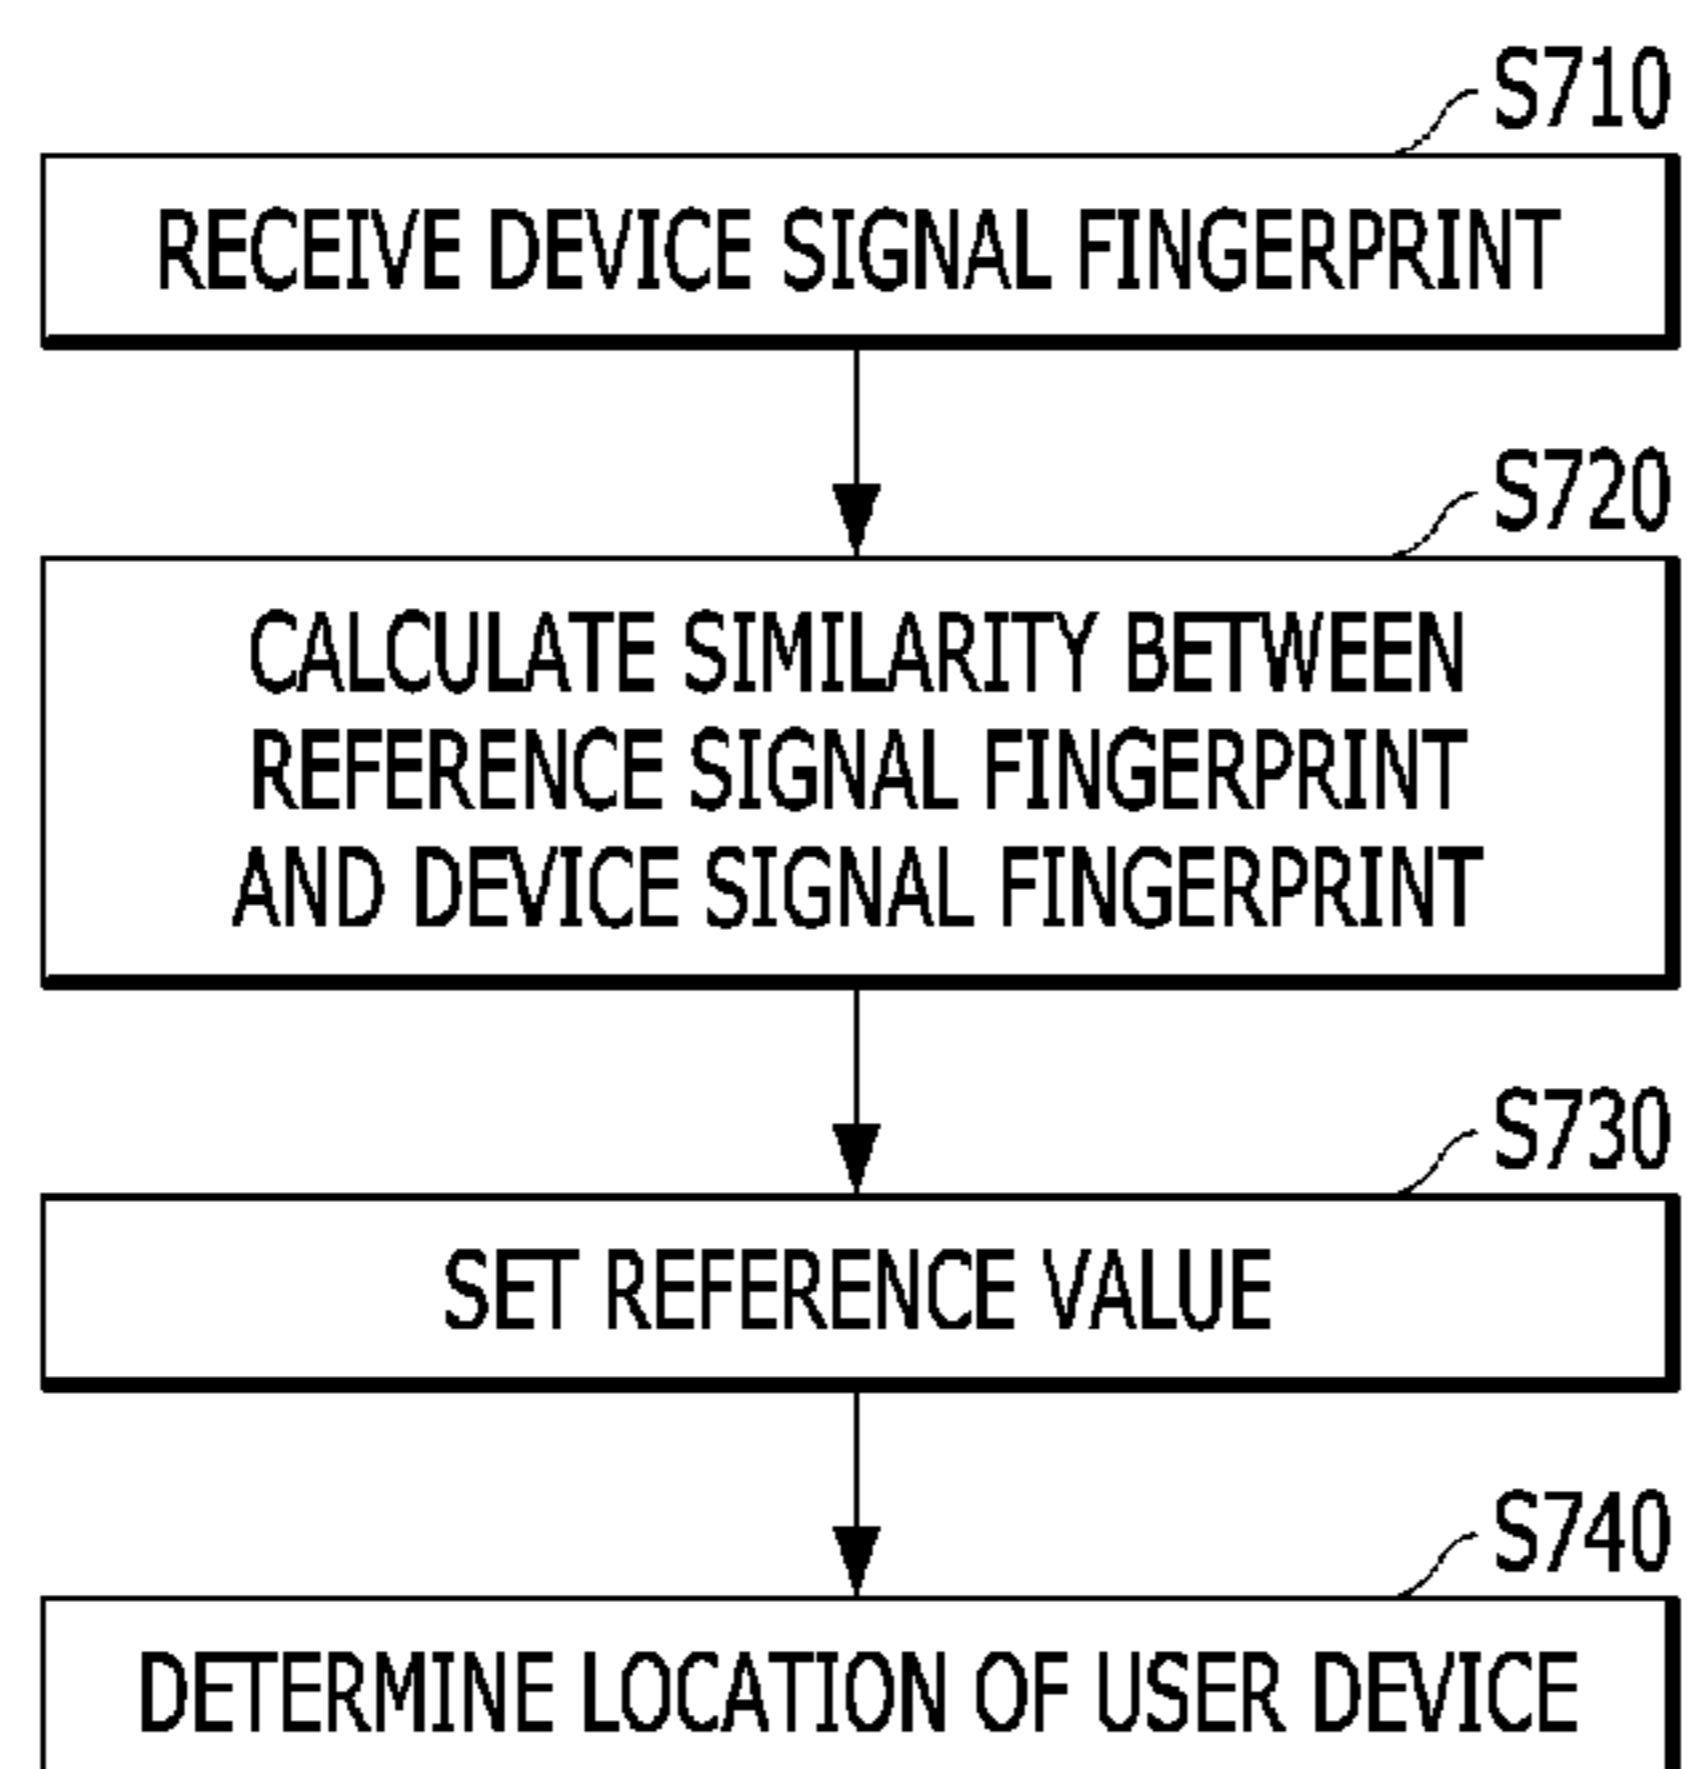 S710
RECEIVE DEVICE SIGNAL FINGERPRINT
S720
CALCULATE SIMILARITY BETWEEN
REFERENCE SIGNAL FINGERPRINT
AND DEVICE SIGNAL FINGERPRINT
S730
SET REFERENCE VALUE
S740
DETERMINE LOCATION OF USER DEVICE